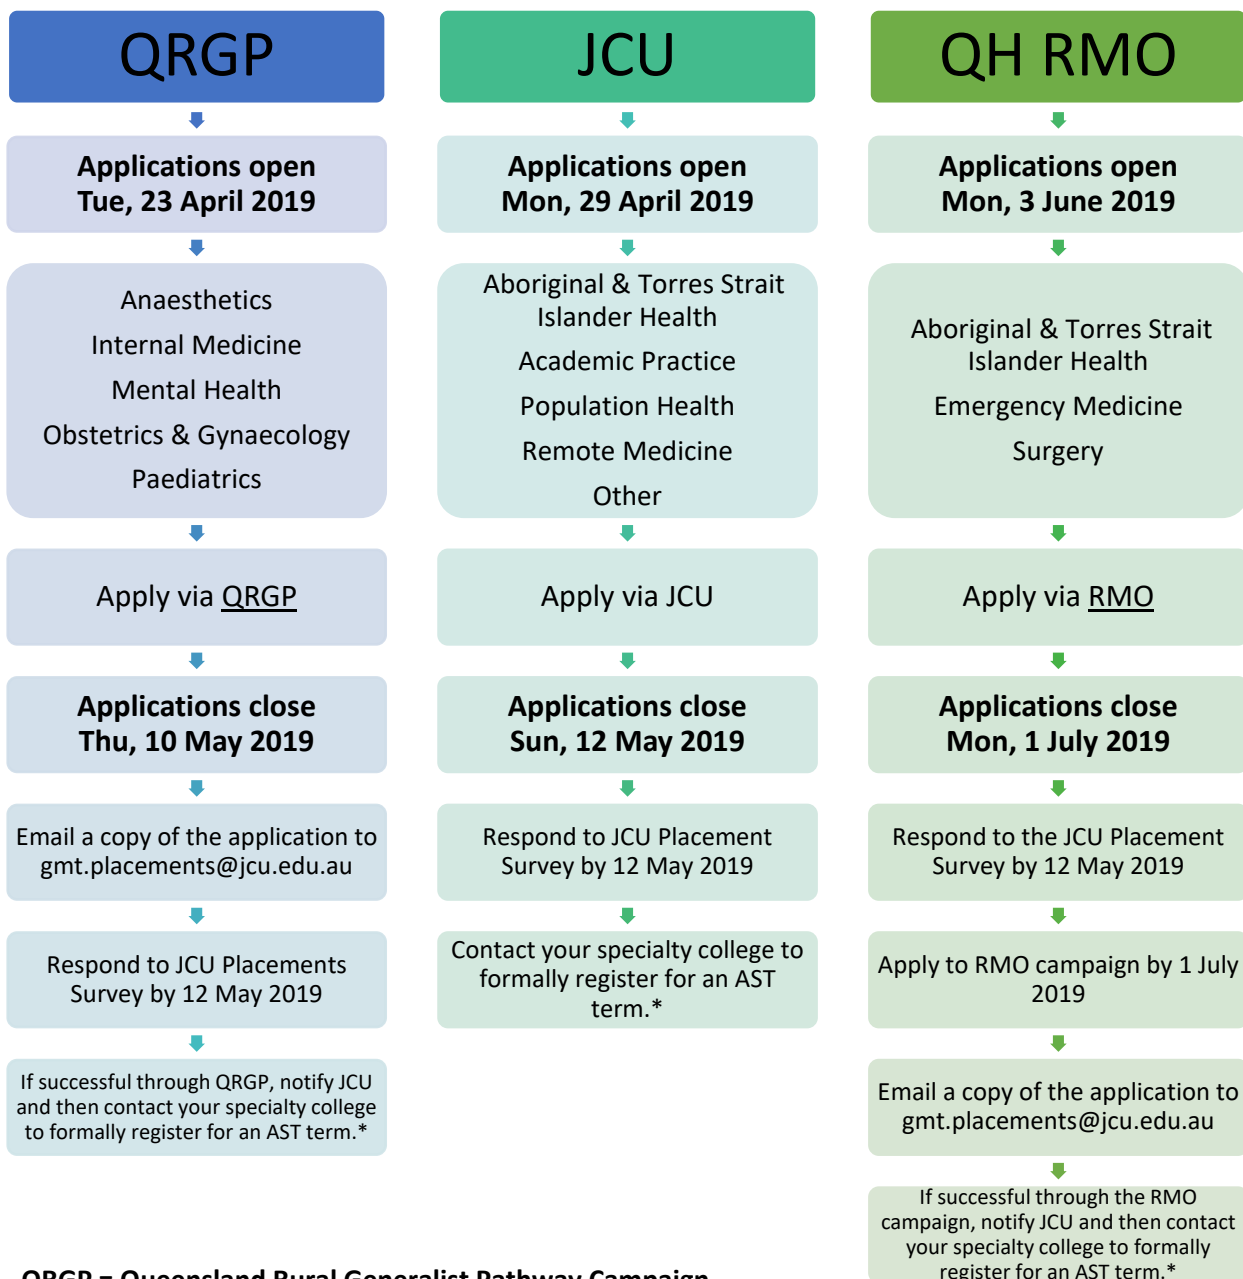 QRGP
Applications open
Tue, 23 April 2019
Anaesthetics
Internal Medicine
Mental Health
Obstetrics & Gynaecology
Paediatrics
Apply via QRGP
Applications close
Thu, 10 May 2019
Email a copy of the application to
gmt.placements@jcu.edu.au
Respond to JCU Placements
Survey by 12 May 2019
If successful through QRGP, notify JCU
and then contact your specialty college
to formally register for an AST term.*
JCU
Applications open
Mon, 29 April 2019
Aboriginal & Torres Strait
Islander Health
Academic Practice
Population Health
Remote Medicine
Other
Apply via JCU
Applications close
Sun, 12 May 2019
Respond to JCU Placement
Survey by 12 May 2019
Contact your specialty college to
formally register for an AST
term.*
QH RMO
Applications open
Mon, 3 June 2019
Aboriginal & Torres Strait
Islander Health
Emergency Medicine
Surgery
Apply via RMO
Applications close
Mon, 1 July 2019
Respond to the JCU Placement
Survey by 12 May 2019
Apply to RMO campaign by 1 July
2019
Email a copy of the application to
gmt.placements@jcu.edu.au
If successful through the RMO
campaign, notify JCU and then contact
your specialty college to formally
register for an AST term.*
QRGP = Queensland Rural Generalist Pathway Campaign